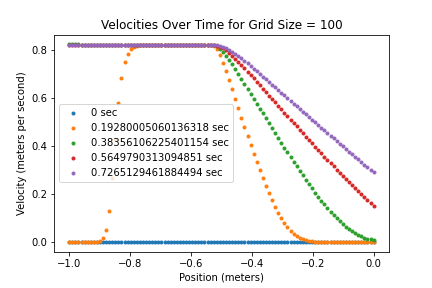 Velocities Over Time for Grid Size = 100
Velocity (meters per second)
0.8
0.6
0.4
0.2
0.0
0 sec
0.19280005060136318 sec
0.38356106225401154 sec
0.5649790313094851 sec
0.7265129461884494 sec
−1.0 −0.8 −0.6 −0.4 −0.2 0.0
Position (meters)